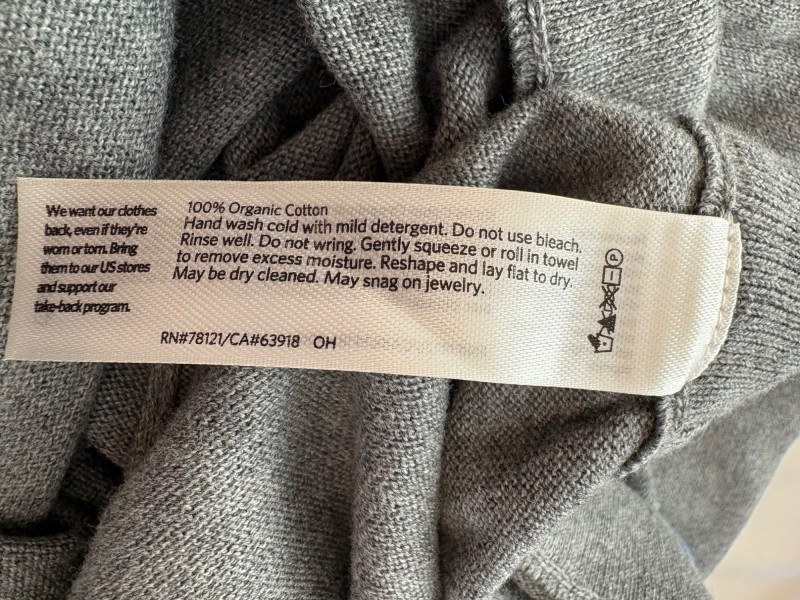 We want our clothes
back, even if they're
worn or torn. Bring
them to our US stores
and support our
take-back program.
100% Organic Cotton
Hand wash cold with mild detergent. Do not use bleach.
Rinse well. Do not wring. Gently squeeze or roll in towel
to remove excess moisture. Reshape and lay flat to dry.
May be dry cleaned. May snag on jewelry.
RN#78121/CA#63918 OH
P